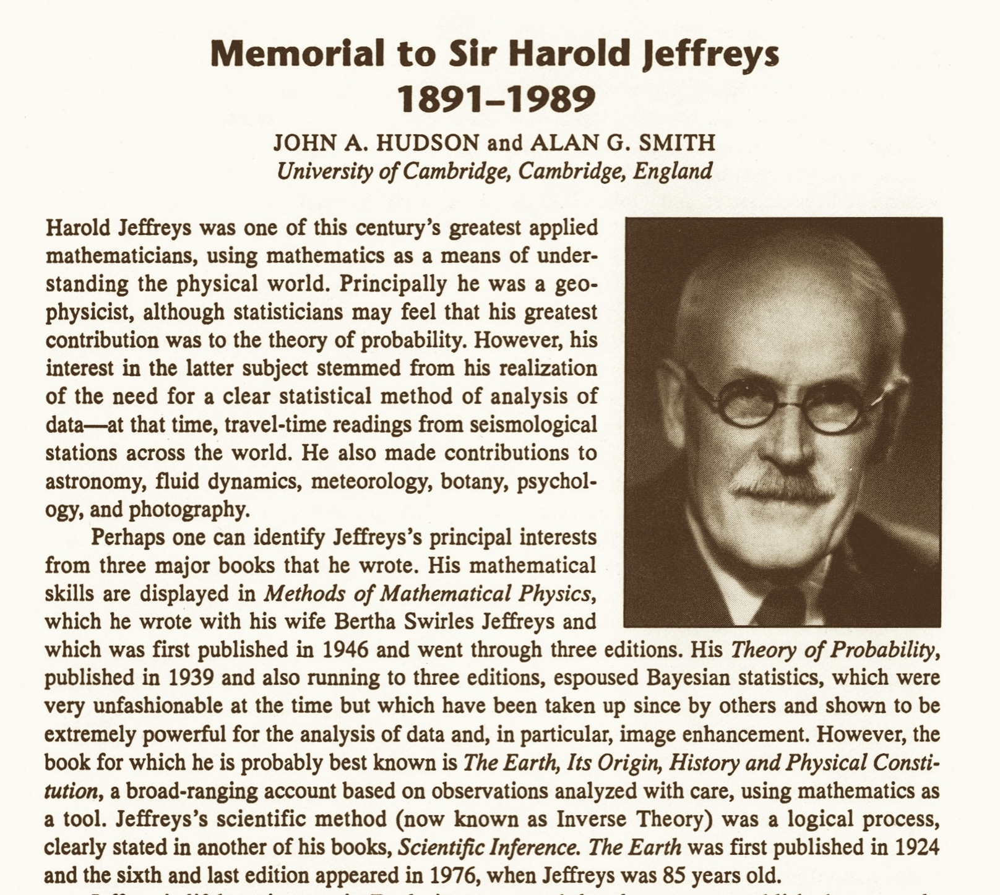 Memorial to Sir Harold Jeffreys
1891–1989
JOHN A. HUDSON and ALAN G. SMITH
University of Cambridge, Cambridge, England
Harold Jeffreys was one of this century's greatest applied
mathematicians, using mathematics as a means of under-
standing the physical world. Principally he was a geo-
physicist, although statisticians may feel that his greatest
contribution was to the theory of probability. However, his
interest in the latter subject stemmed from his realization
of the need for a clear statistical method of analysis of
data—at that time, travel-time readings from seismological
stations across the world. He also made contributions to
astronomy, fluid dynamics, meteorology, botany, psychol-
ogy, and photography.
Perhaps one can identify Jeffreys's principal interests
from three major books that he wrote. His mathematical
skills are displayed in Methods of Mathematical Physics,
which he wrote with his wife Bertha Swirles Jeffreys and
which was first published in 1946 and went through three editions. His Theory of Probability,
published in 1939 and also running to three editions, espoused Bayesian statistics, which were
very unfashionable at the time but which have been taken up since by others and shown to be
extremely powerful for the analysis of data and, in particular, image enhancement. However, the
book for which he is probably best known is The Earth, Its Origin, History and Physical Consti-
tution, a broad-ranging account based on observations analyzed with care, using mathematics as
a tool. Jeffreys's scientific method (now known as Inverse Theory) was a logical process,
clearly stated in another of his books, Scientific Inference. The Earth was first published in 1924
and the sixth and last edition appeared in 1976, when Jeffreys was 85 years old.